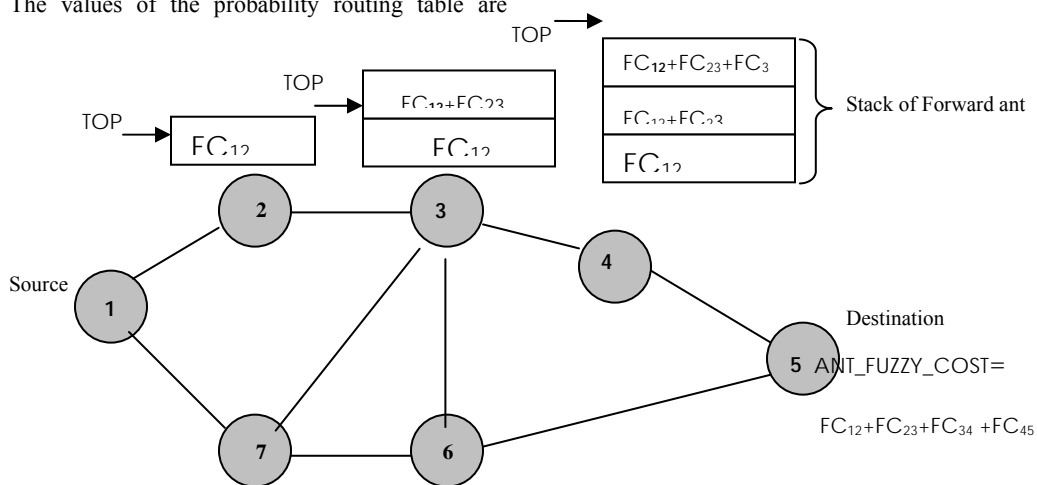 The values of the probability routing table are
TOP
FC12+FC23+FC3
TOP
FC12+FC23
FC12+FC23
Stack of Forward ant
TOP
FC12
FC12
FC12
2
3
4
Source
1
Destination
5 ANT_FUZZY_COST=
FC12+FC23+FC34 +FC45
7
6